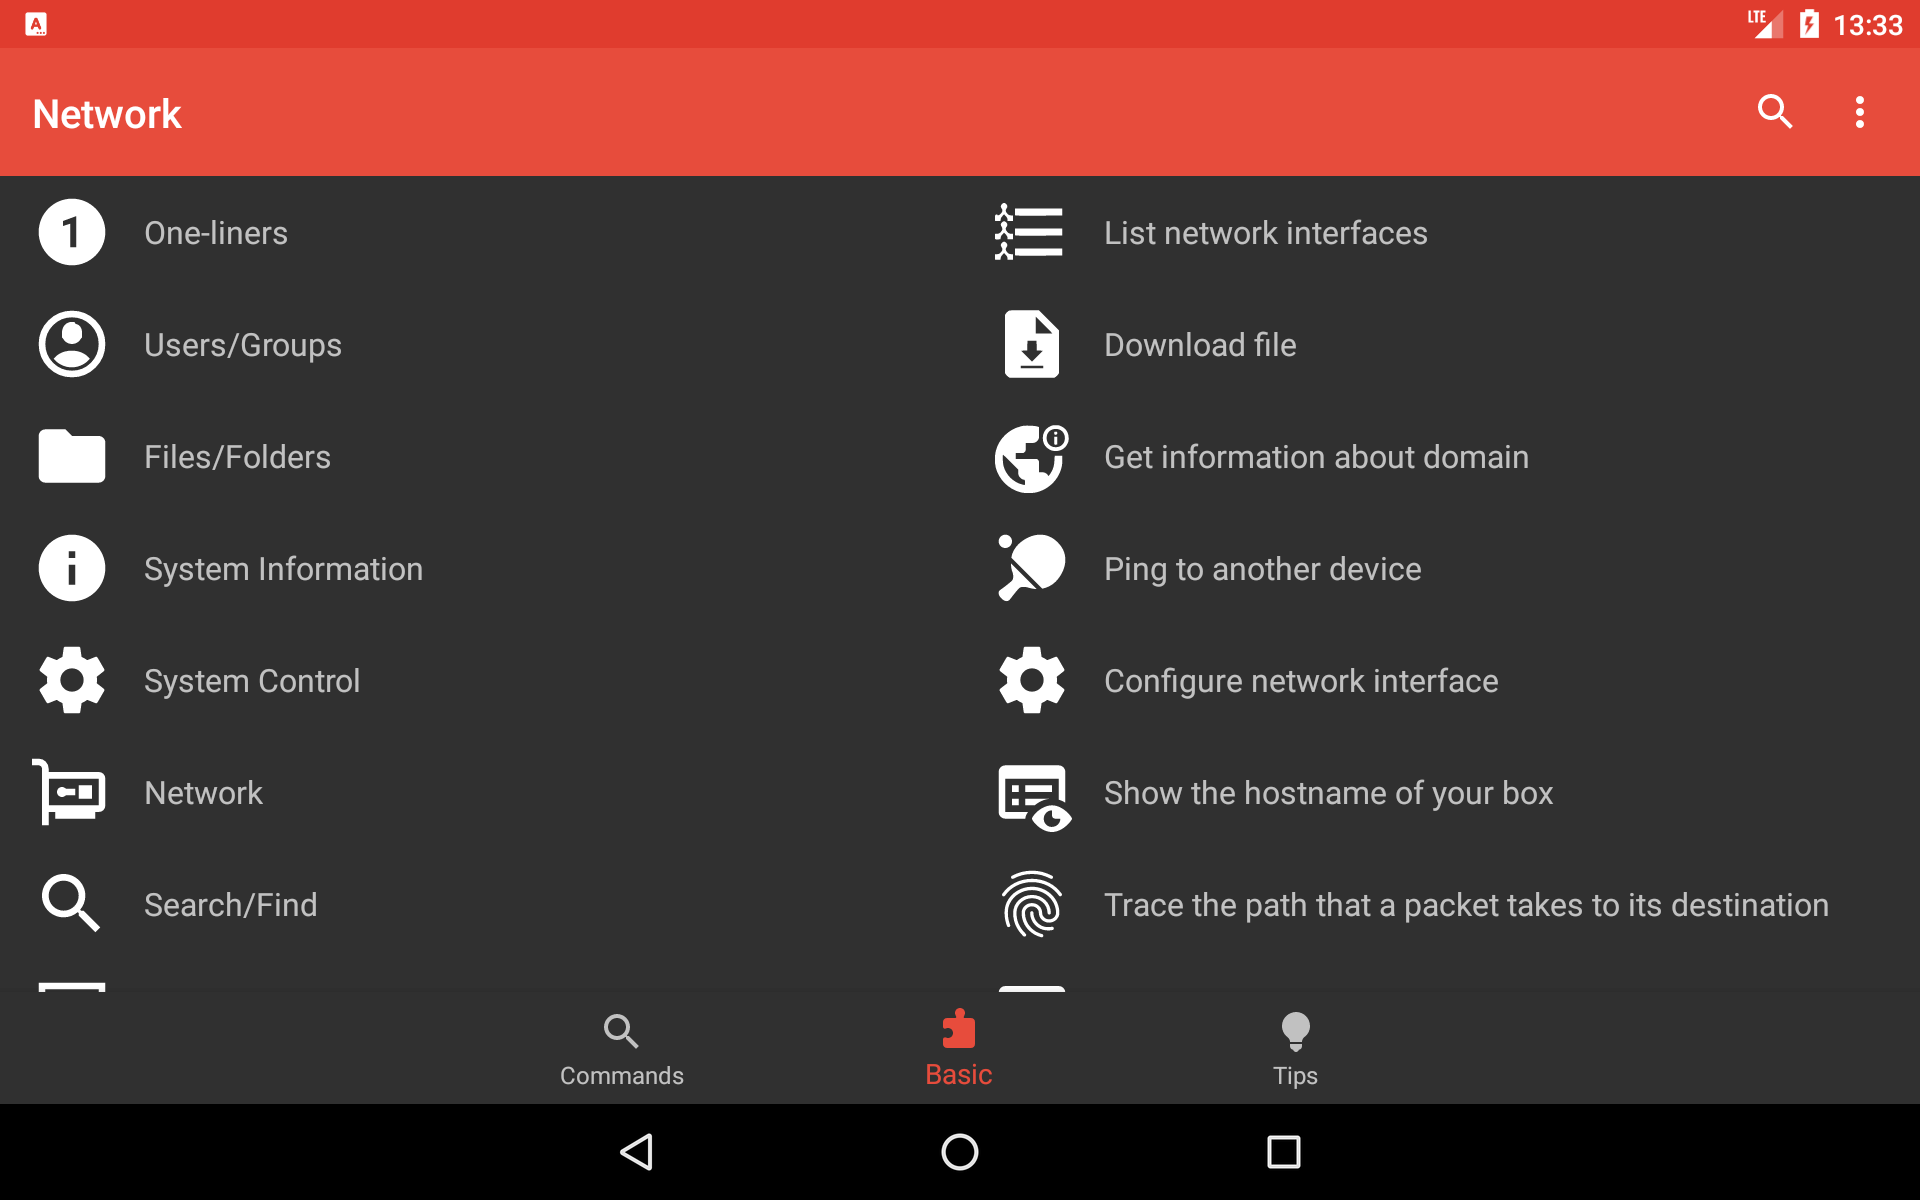 LTE 13:33
Network
One-liners
Users/Groups
Files/Folders
System Information
System Control
Network
Search/Find
List network interfaces
Download file
Get information about domain
Ping to another device
Configure network interface
Show the hostname of your box
Trace the path that a packet takes to its destination
Commands
Basic
Tips